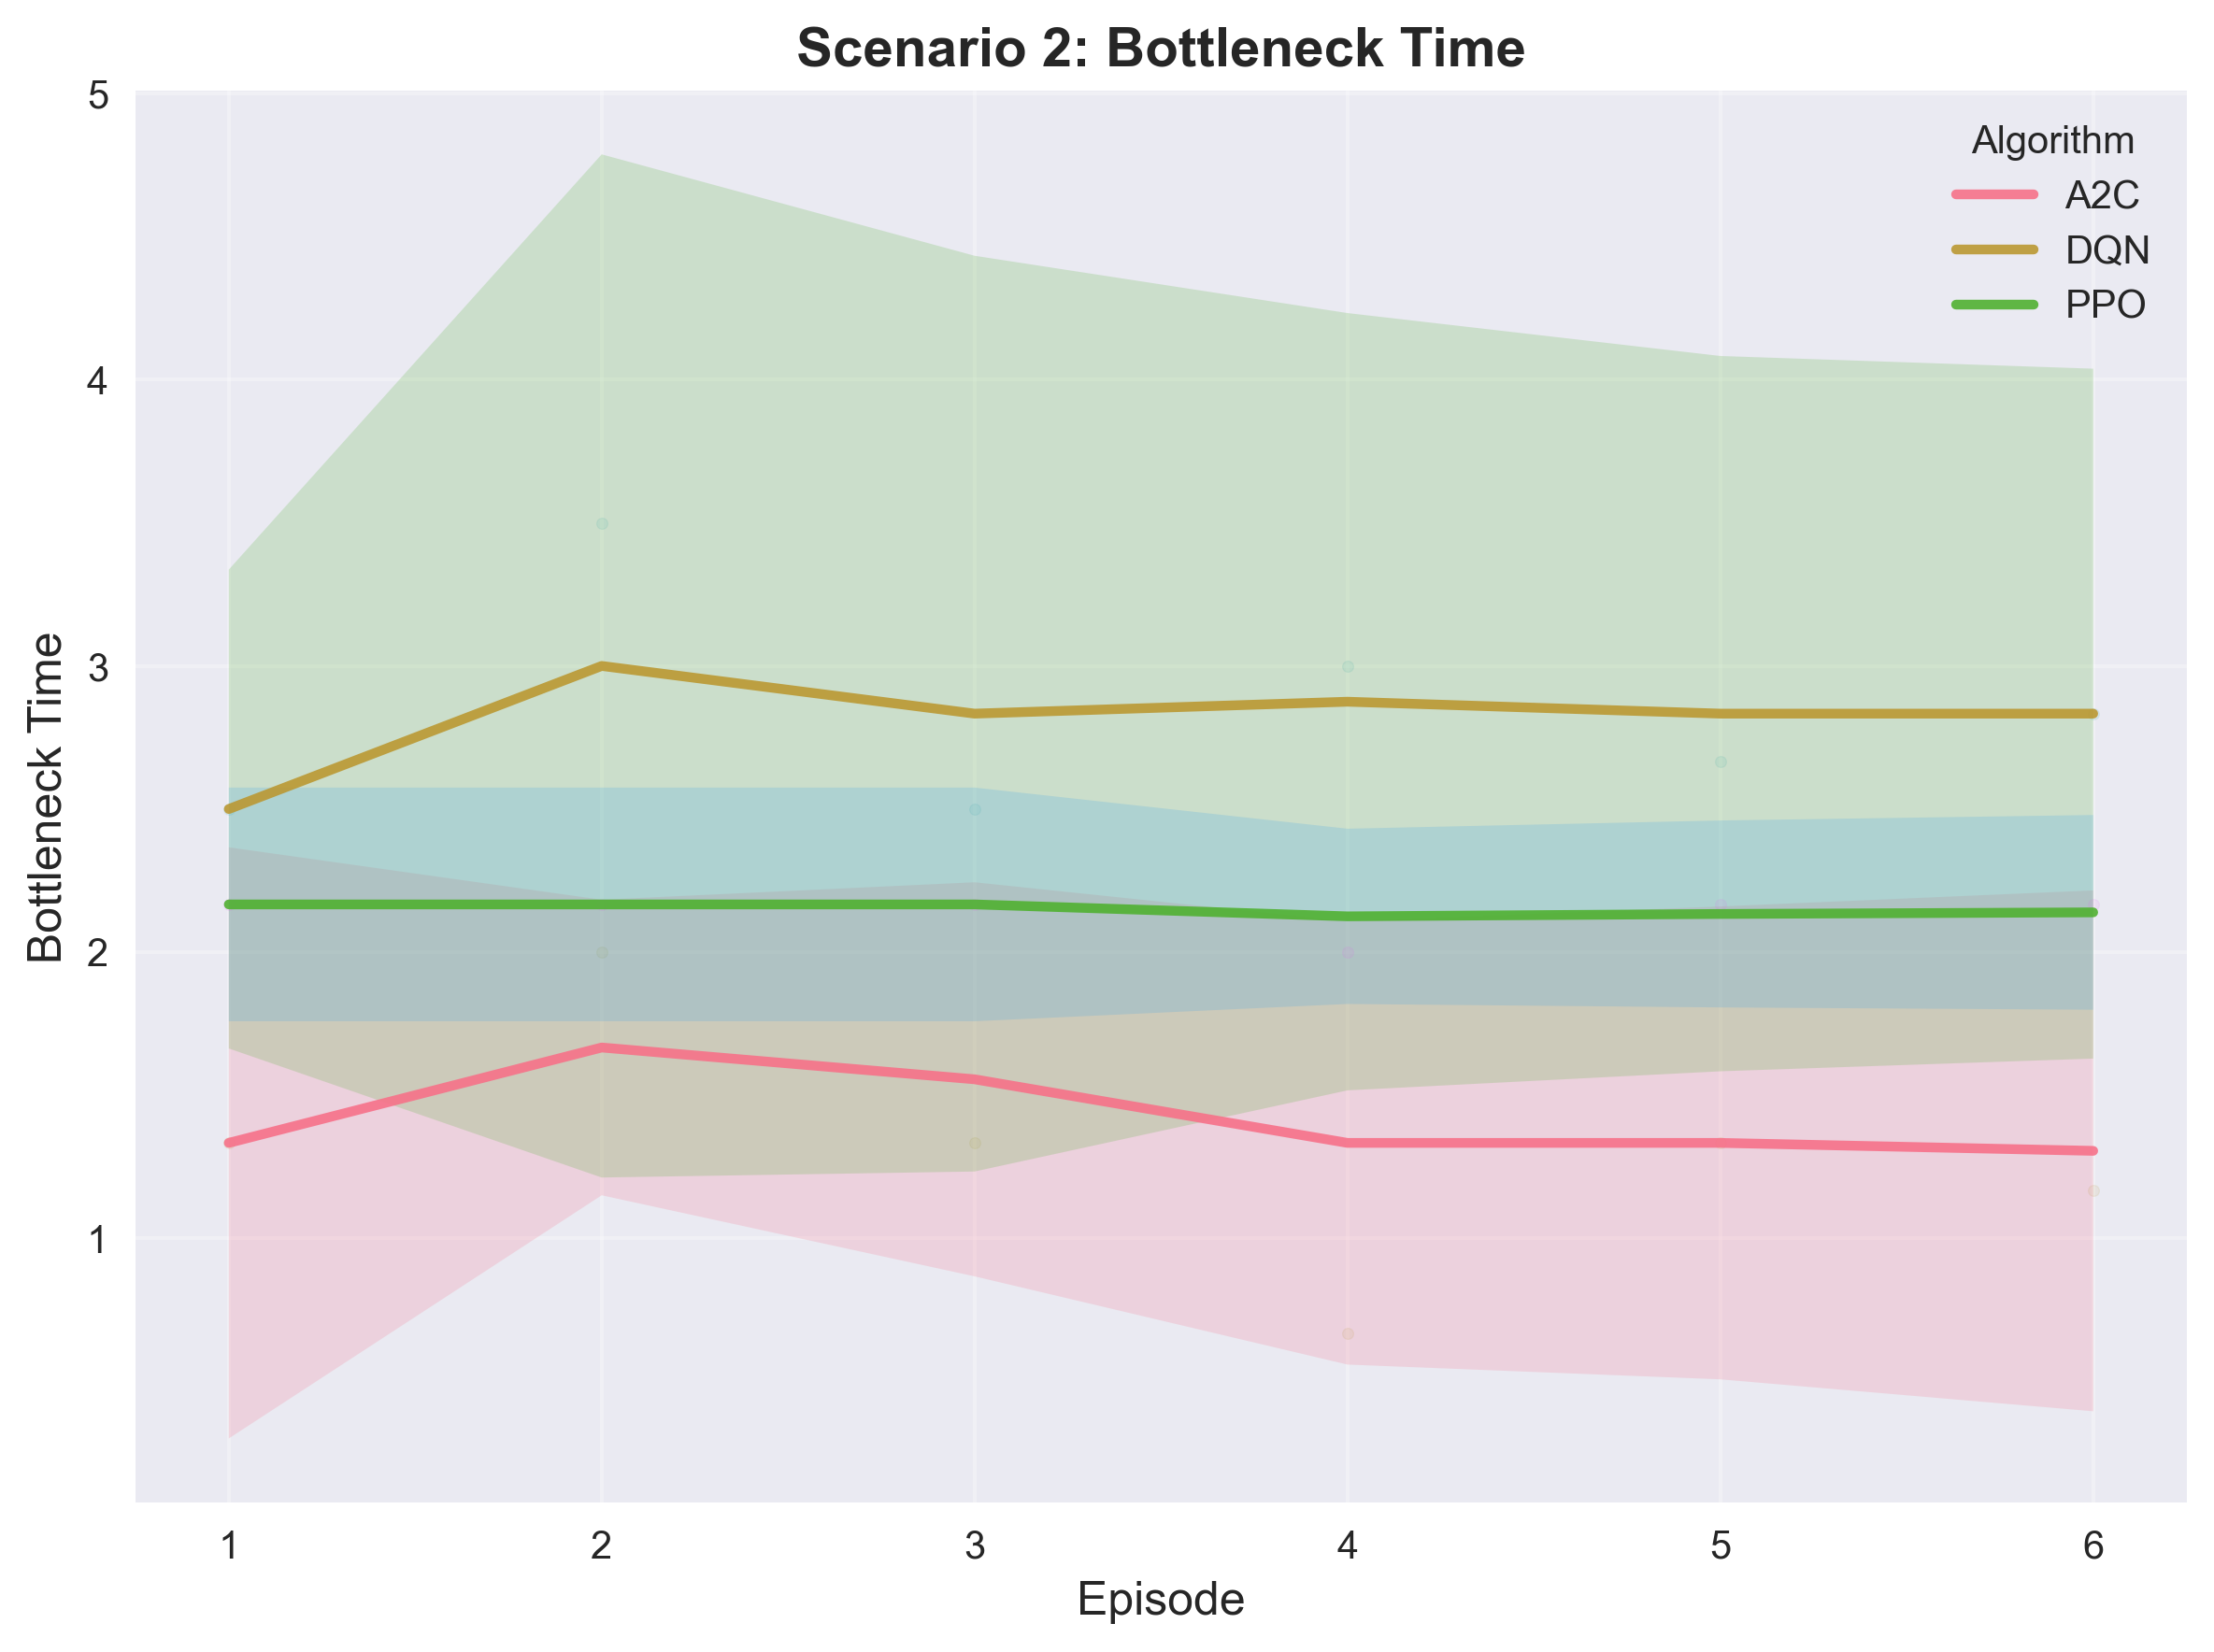 Scenario 2: Bottleneck Time
5
4
3
2
1
Bottleneck Time
Algorithm
A2C
DQN
PPO
1 2 3 4 5 6
Episode